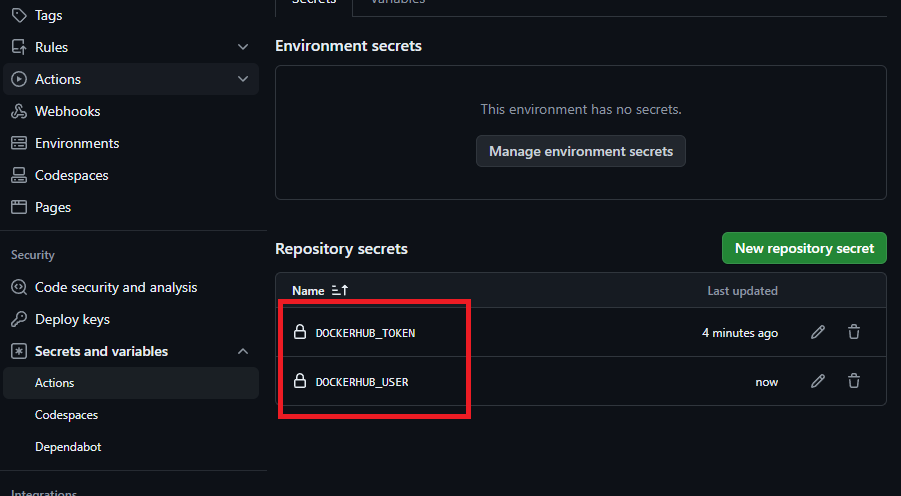 Tags
Rules
Actions
Webhooks
Environments
Codespaces
Pages
Security
Code security and analysis
Deploy keys
Secrets and variables
Actions
Codespaces
Dependabot
Integrations
Secrets
Variables
Environment secrets
This environment has no secrets.
Manage environment secrets
Repository secrets
New repository secret
Name
Last updated
DOCKERHUB_TOKEN
4 minutes ago
DOCKERHUB_USER
now